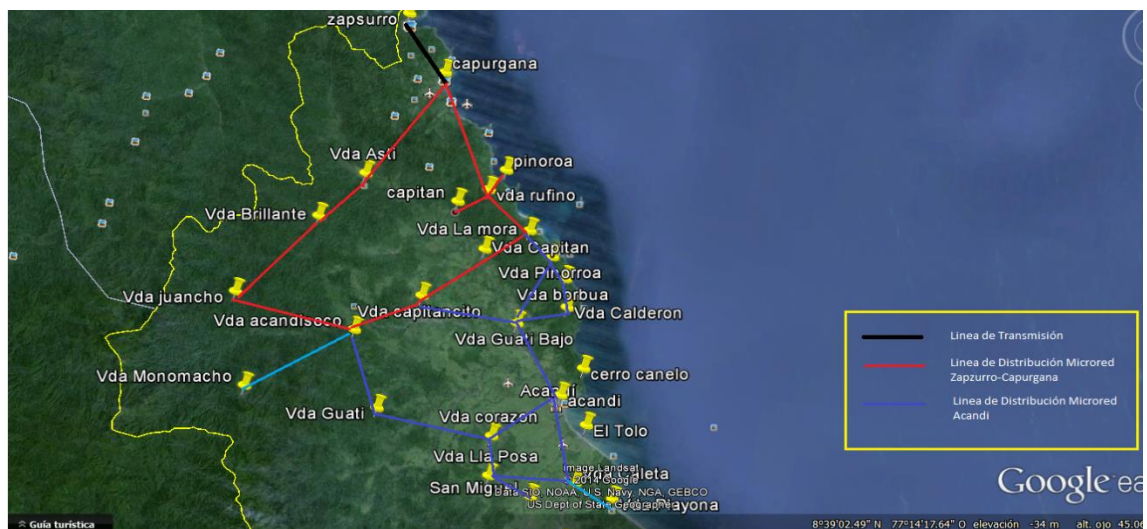 zapsurro
capurgana
Vda Asti
pinoroa
capitan
vda rufino
Vda Brillante
Vda La mora
Vda Capitan
Vda Pinorroa
Vda juancho
Vda borbua
Vda acandiseco
Vda capitancito
Vda Calderon
Vda Guati Bajo
Vda Monomacho
cerro canelo
Acandí
acandi
Vda Guati
Vda corazon
El Tolo
Vda Lla Posa
San Miguel
Caleta
Playona
Image Landsat
© 2014 Google
Data SIO, NOAA, U.S. Navy, NGA, GEBCO
US Dept of State Geographer
Linea de Transmisión
Linea de Distribución Microred
Zapzurro-Capurgana
Linea de Distribución Microred
Acandi
Google ea
Guía turística
8°39'02.49" N 77°14'17.64" O elevación -34 m alt. ojo 45.06